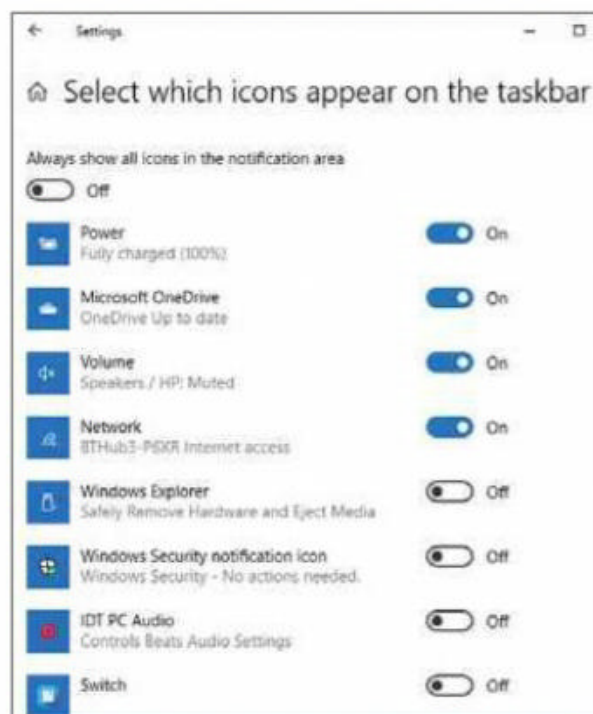 Settings
Select which icons appear on the taskbar
Always show all icons in the notification area
Off
Power
Fully charged (100%)
On
Microsoft OneDrive
OneDrive Up to date
On
Volume
Speakers / HP: Muted
On
Network
BTHub3-P6XR Internet access
On
Windows Explorer
Safely Remove Hardware and Eject Media
Off
Windows Security notification icon
Windows Security - No actions needed.
Off
IDT PC Audio
Controls Beats Audio Settings
Off
Switch
Off